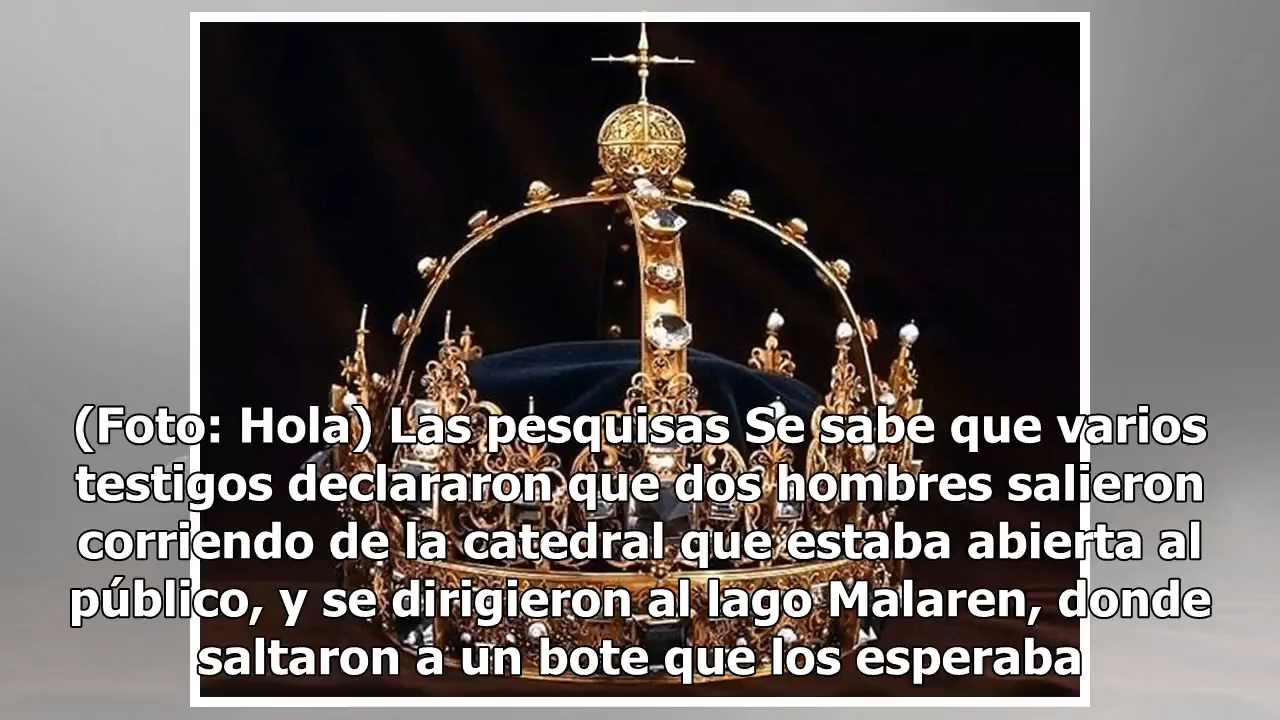 (Foto: Hola) Las pesquisas Se sabe que varios
testigos declararon que dos hombres salieron
corriendo de la catedral que estaba abierta al
público, y se dirigieron al lago Malaren, donde
saltaron a un bote que los esperaba